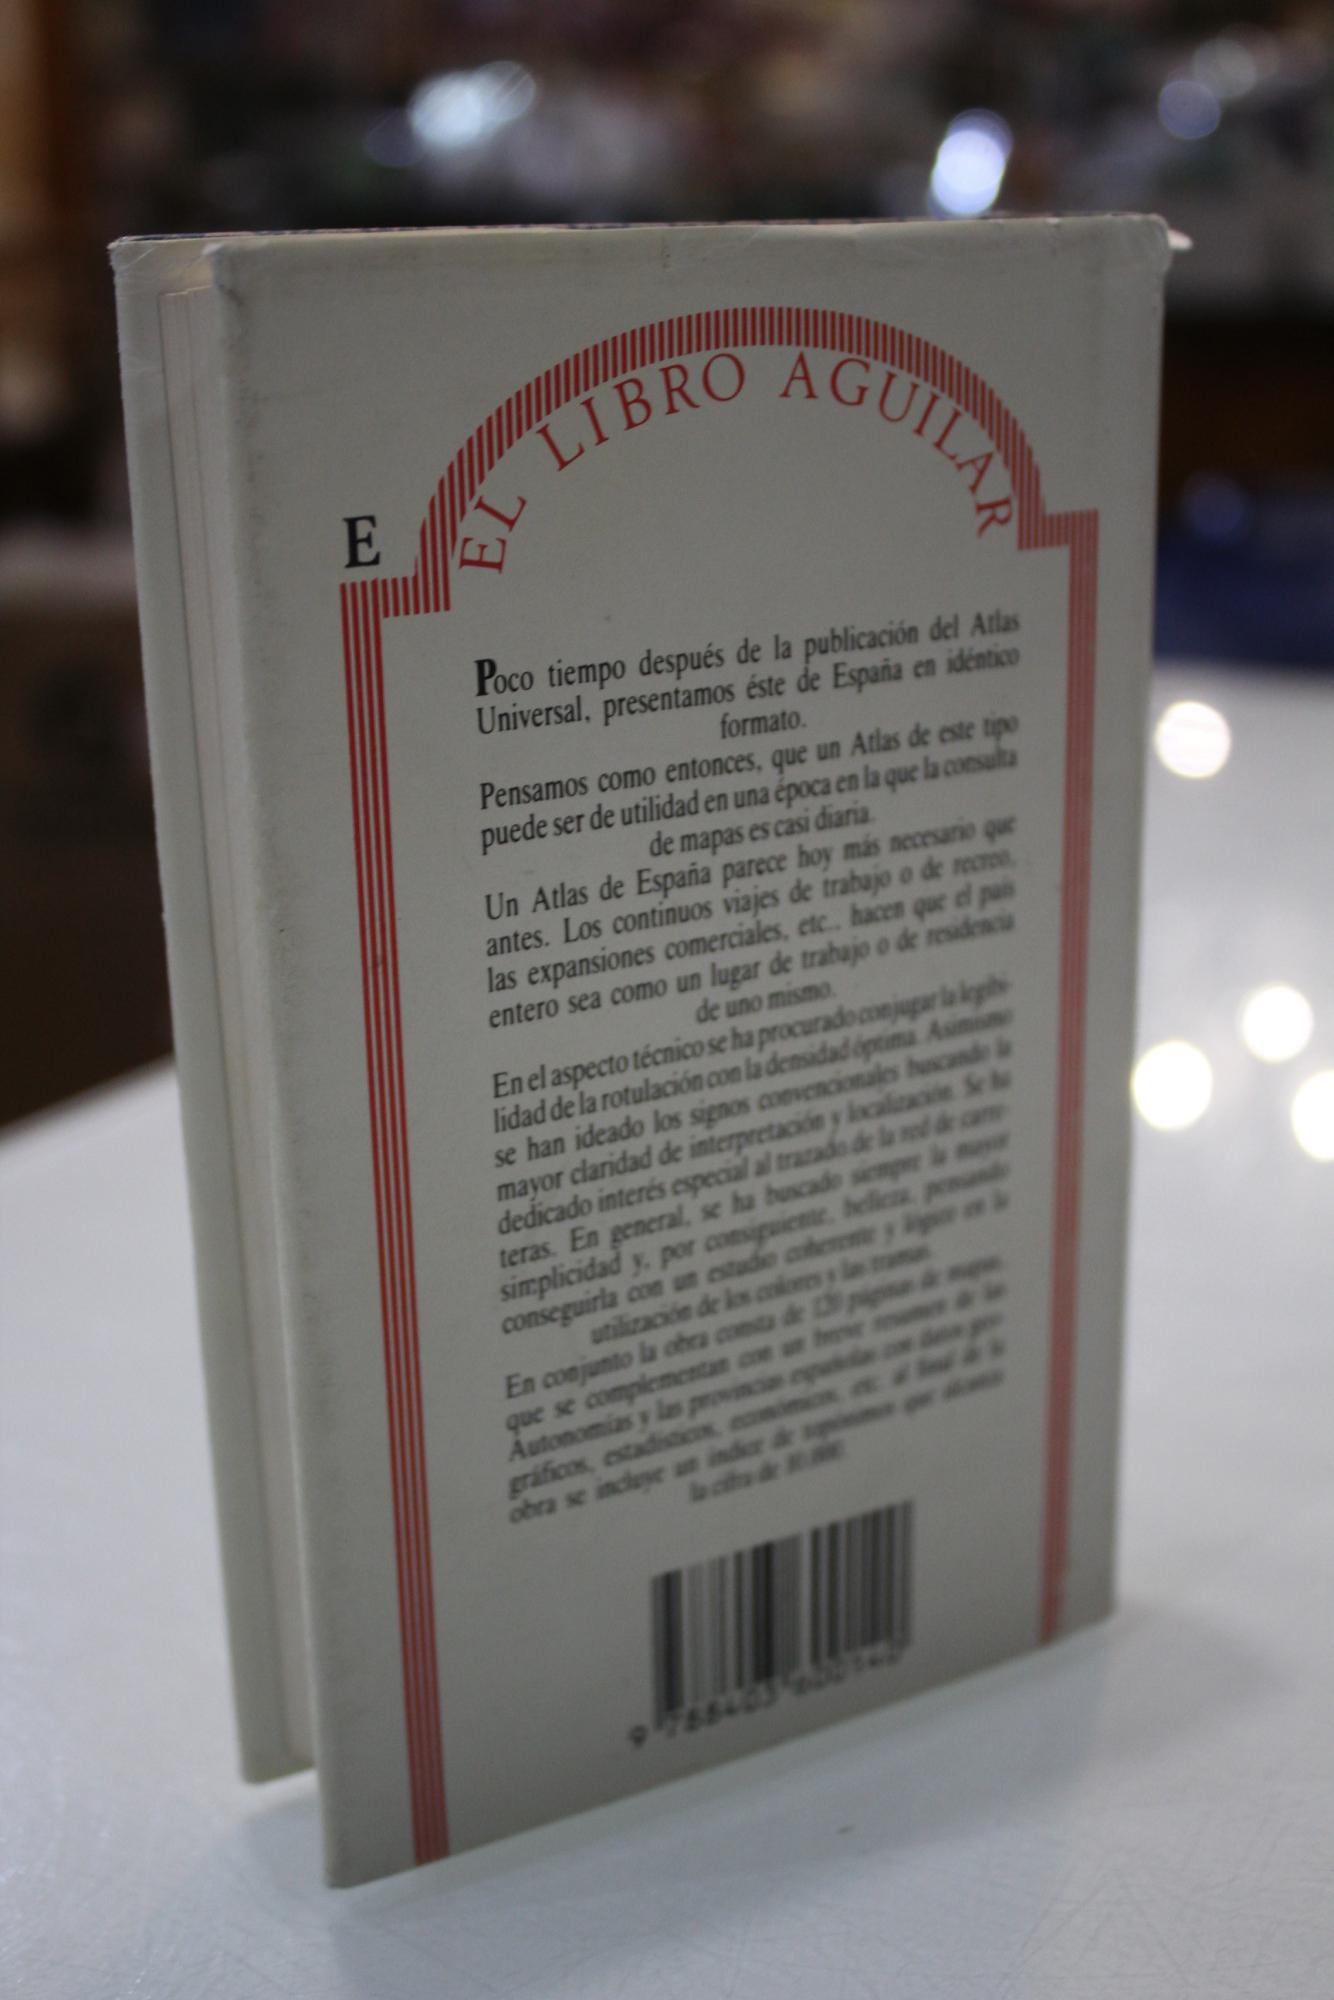 EL LIBRO AGUILAR
E
Poco tiempo después de la publicación del Atlas
Universal, presentamos éste de España en idéntico
formato.
Pensamos como entonces, que un Atlas de este tipo
puede ser de utilidad en una época en la que la consulta
de mapas es casi diaria.
Un Atlas de España parece hoy más necesario que
antes. Los continuos viajes de trabajo o de recreo,
las expansiones comerciales, etc., hacen que el país
entero sea como un lugar de trabajo o de residencia
de uno mismo.
En el aspecto técnico se ha procurado conjugar la legibi-
lidad de la rotulación con la densidad óptima. Asimismo
se han ideado los signos convencionales buscando la
mayor claridad de interpretación y localización. Se ha
dedicado interés especial al trazado de la red de carre-
teras. En general, se ha buscado siempre la mayor
simplicidad y, por consiguiente, belleza, pensando
conseguirla con un estudio coherente y lógico en la
utilización de los colores y las tramas.
En conjunto la obra consta de 120 páginas de mapas,
que se complementan con un breve resumen de las
Autonomías y las provincias españolas con datos geo-
gráficos, estadísticos, económicos, etc. al final de la
obra se incluye un índice de topónimos que alcanza
la cifra de 10.000.